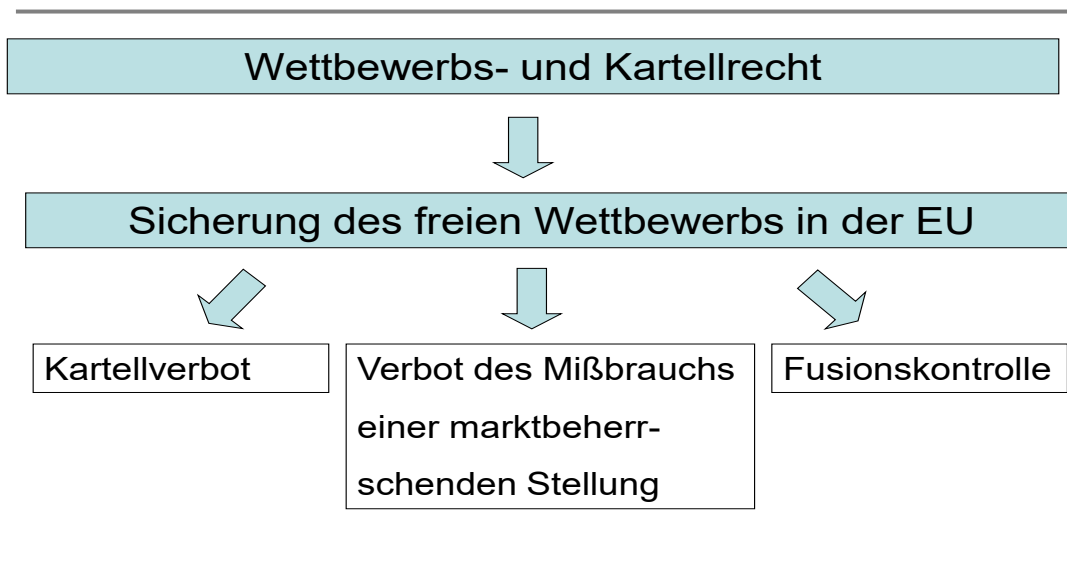 Wettbewerbs- und Kartellrecht
Sicherung des freien Wettbewerbs in der EU
Kartellverbot
Verbot des Mißbrauchs
einer marktbeherr-
schenden Stellung
Fusionskontrolle